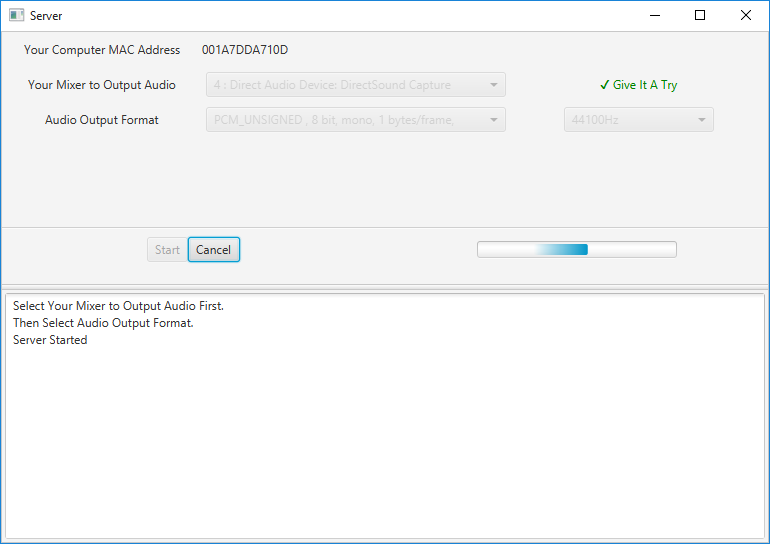 Server
Your Computer MAC Address 001A7DDA710D
Your Mixer to Output Audio 4 : Direct Audio Device: DirectSound Capture ✓ Give It A Try
Audio Output Format PCM_UNSIGNED , 8 bit, mono, 1 bytes/frame, 44100Hz
Start Cancel
Select Your Mixer to Output Audio First.
Then Select Audio Output Format.
Server Started